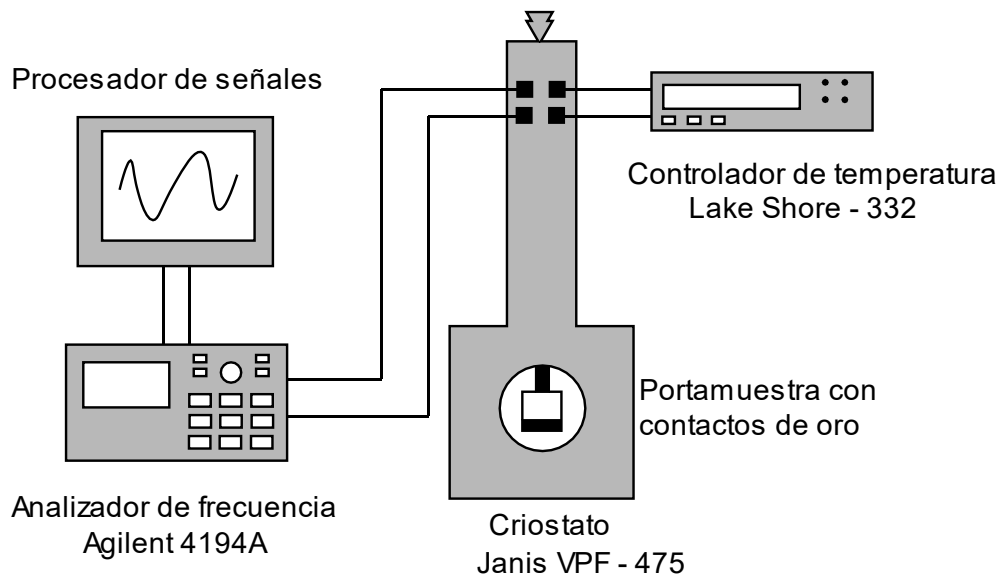 Procesador de señales
Controlador de temperatura
Lake Shore - 332
Portamuestra con
contactos de oro
Analizador de frecuencia
Agilent 4194A
Criostato
Janis VPF - 475